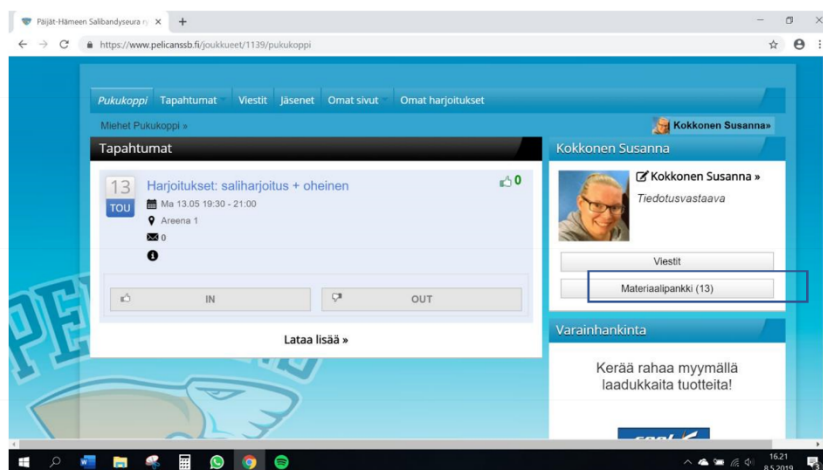 Päijät-Hämeen Salibandyseura r
https://www.pelicanssb.fi/joukkueet/1139/pukukoppi
Pukukoppi Tapahtumat Viestit Jäsenet Omat sivut Omat harjoitukset
Miehet Pukukoppi »
Kokkonen Susanna»
Tapahtumat
13
TOU
Harjoitukset: saliharjoitus + oheinen
0
Ma 13.05 19:30 - 21:00
Areena 1
0
IN
OUT
Lataa lisää »
Kokkonen Susanna
Kokkonen Susanna »
Tiedotusvastaava
Viestit
Materiaalipankki (13)
Varainhankinta
Kerää rahaa myymällä
laadukkaita tuotteita!
16.21
8.5.2019